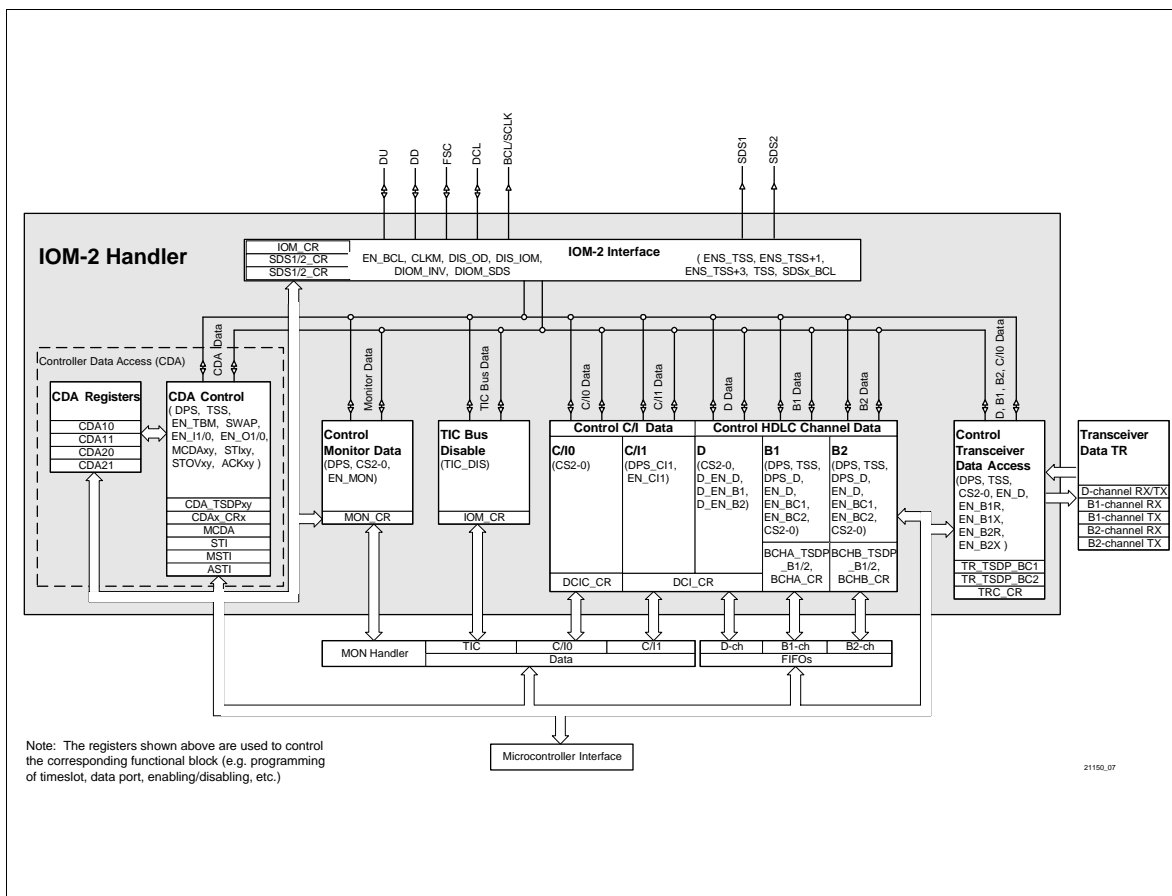 DU
DD
FSC
DCL
BCL/SCLK
SDS1
SDS2
IOM-2 Handler
IOM_CR
SDS1/2_CR
SDS1/2_CR
IOM-2 Interface
EN_BCL, CLKM, DIS_OD, DIS_IOM,
DIOM_INV, DIOM_SDS
( ENS_TSS, ENS_TSS+1,
ENS_TSS+3, TSS, SDSx_BCL
Controller Data Access (CDA)
CDA Data
Monitor Data
TIC Bus Data
C/I0 Data
C/I1 Data
D Data
B1 Data
B2 Data
D, B1, B2, C/I0 Data
CDA Registers
CDA10
CDA11
CDA20
CDA21
CDA Control
( DPS, TSS,
EN_TBM, SWAP,
EN_I1/0, EN_O1/0,
MCDAxy, STIxy,
STOVxy, ACKxy )
CDA_TSDPxy
CDAx_CRx
MCDA
STI
MSTI
ASTI
Control
Monitor Data
(DPS, CS2-0,
EN_MON)
MON_CR
TIC Bus
Disable
(TIC_DIS)
IOM_CR
Control C/I Data
C/I0
(CS2-0)
C/I1
(DPS_CI1,
EN_CI1)
DCIC_CR
DCI_CR
Control HDLC Channel Data
D
(CS2-0,
D_EN_D,
D_EN_B1,
D_EN_B2)
B1
(DPS, TSS,
DPS_D,
EN_D,
EN_BC1,
EN_BC2,
CS2-0)
BCHA_TSDP
_B1/2,
BCHA_CR
B2
(DPS, TSS,
DPS_D,
EN_D,
EN_BC1,
EN_BC2,
CS2-0)
BCHB_TSDP
_B1/2,
BCHB_CR
Control
Transceiver
Data Access
(DPS, TSS,
CS2-0, EN_D,
EN_B1R,
EN_B1X,
EN_B2R,
EN_B2X )
TR_TSDP_BC1
TR_TSDP_BC2
TRC_CR
Transceiver
Data TR
D-channel RX/TX
B1-channel RX
B1-channel TX
B2-channel RX
B2-channel TX
MON Handler
TIC
C/I0
C/I1
Data
D-ch
B1-ch
B2-ch
FIFOs
Microcontroller Interface
Note: The registers shown above are used to control
the corresponding functional block (e.g. programming
of timeslot, data port, enabling/disabling, etc.)
21150_07